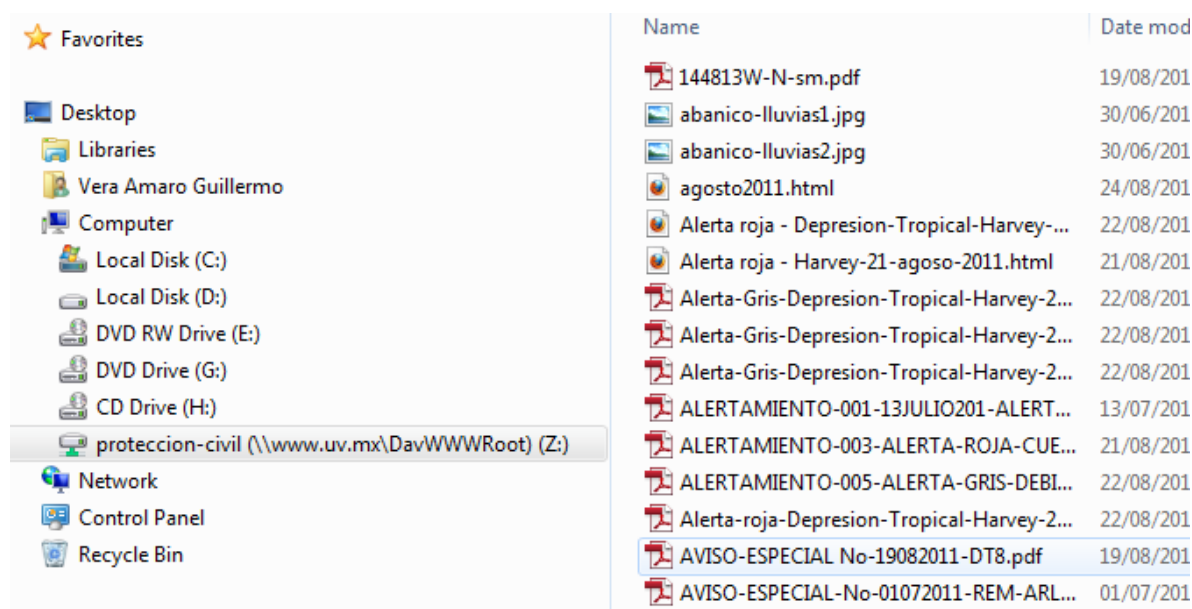 Favorites
Desktop
Libraries
Vera Amaro Guillermo
Computer
Local Disk (C:)
Local Disk (D:)
DVD RW Drive (E:)
DVD Drive (G:)
CD Drive (H:)
proteccion-civil (\\www.uv.mx\DavWWWRoot) (Z:)
Network
Control Panel
Recycle Bin
Name Date mod
144813W-N-sm.pdf 19/08/201
abanico-lluvias1.jpg 30/06/201
abanico-lluvias2.jpg 30/06/201
agosto2011.html 24/08/201
Alerta roja - Depresion-Tropical-Harvey-... 22/08/201
Alerta roja - Harvey-21-agoso-2011.html 21/08/201
Alerta-Gris-Depresion-Tropical-Harvey-2... 22/08/201
Alerta-Gris-Depresion-Tropical-Harvey-2... 22/08/201
Alerta-Gris-Depresion-Tropical-Harvey-2... 22/08/201
ALERTAMIENTO-001-13JULIO201-ALERT... 13/07/201
ALERTAMIENTO-003-ALERTA-ROJA-CUE... 21/08/201
ALERTAMIENTO-005-ALERTA-GRIS-DEBI... 22/08/201
Alerta-roja-Depresion-Tropical-Harvey-2... 22/08/201
AVISO-ESPECIAL No-19082011-DT8.pdf 19/08/201
AVISO-ESPECIAL-No-01072011-REM-ARL... 01/07/201